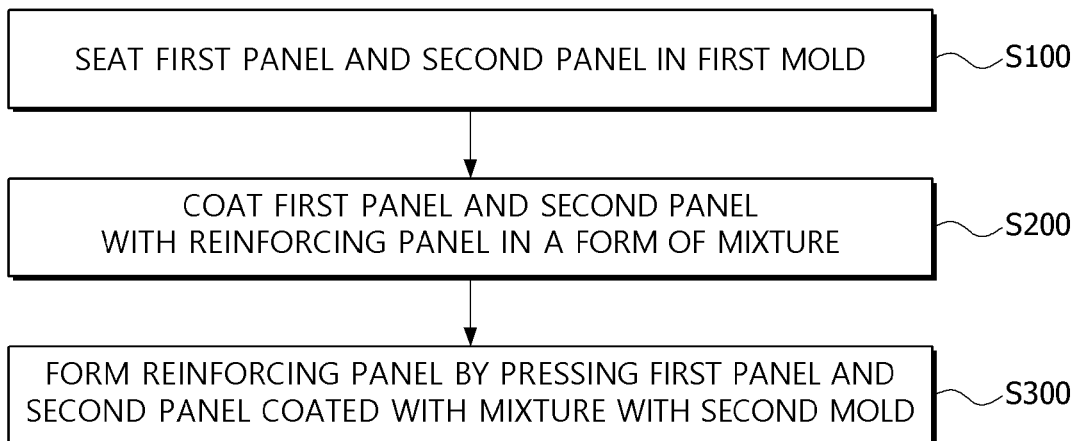 SEAT FIRST PANEL AND SECOND PANEL IN FIRST MOLD
S100
COAT FIRST PANEL AND SECOND PANEL
WITH REINFORCING PANEL IN A FORM OF MIXTURE
S200
FORM REINFORCING PANEL BY PRESSING FIRST PANEL AND
SECOND PANEL COATED WITH MIXTURE WITH SECOND MOLD
S300